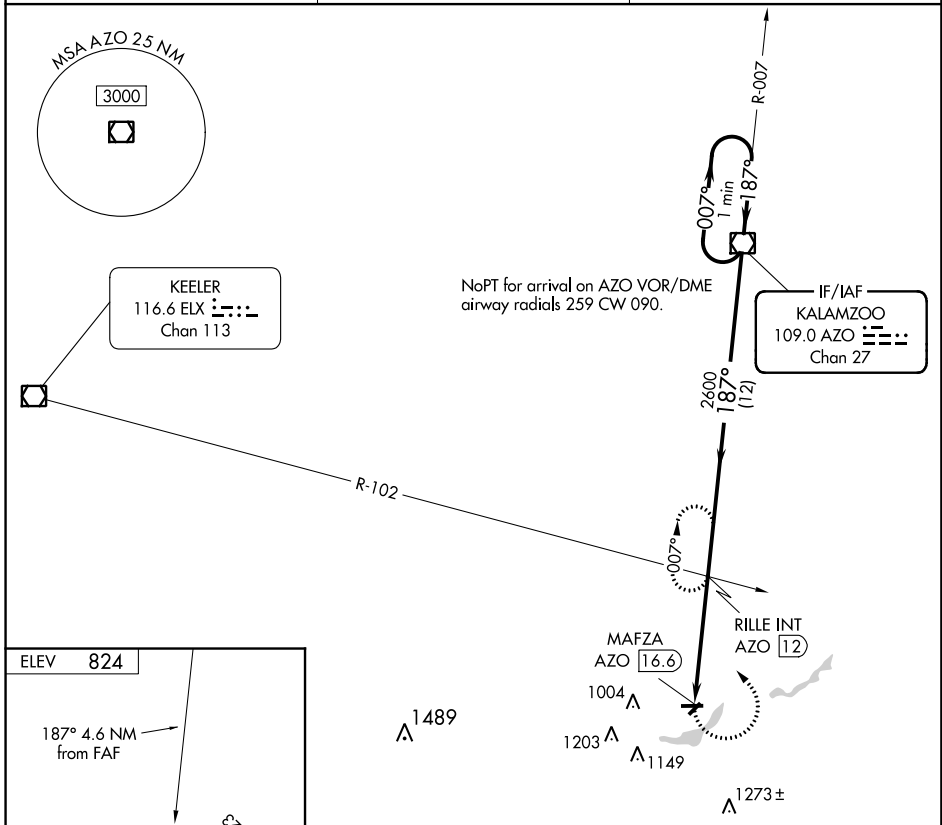 MSA AZO 25 NM
3000
R-007
007°
1 min
187°
KEELER
116.6 ELX
Chan 113
NoPT for arrival on AZO VOR/DME
airway radials 259 CW 090.
IF/IAF
KALAMZOO
109.0 AZO
Chan 27
2600
187°
(12)
R-102
007°
RILLE INT
AZO 12
MAFZA
AZO 16.6
1004
1203
1149
1489
1273±
ELEV 824
187° 4.6 NM
from FAF